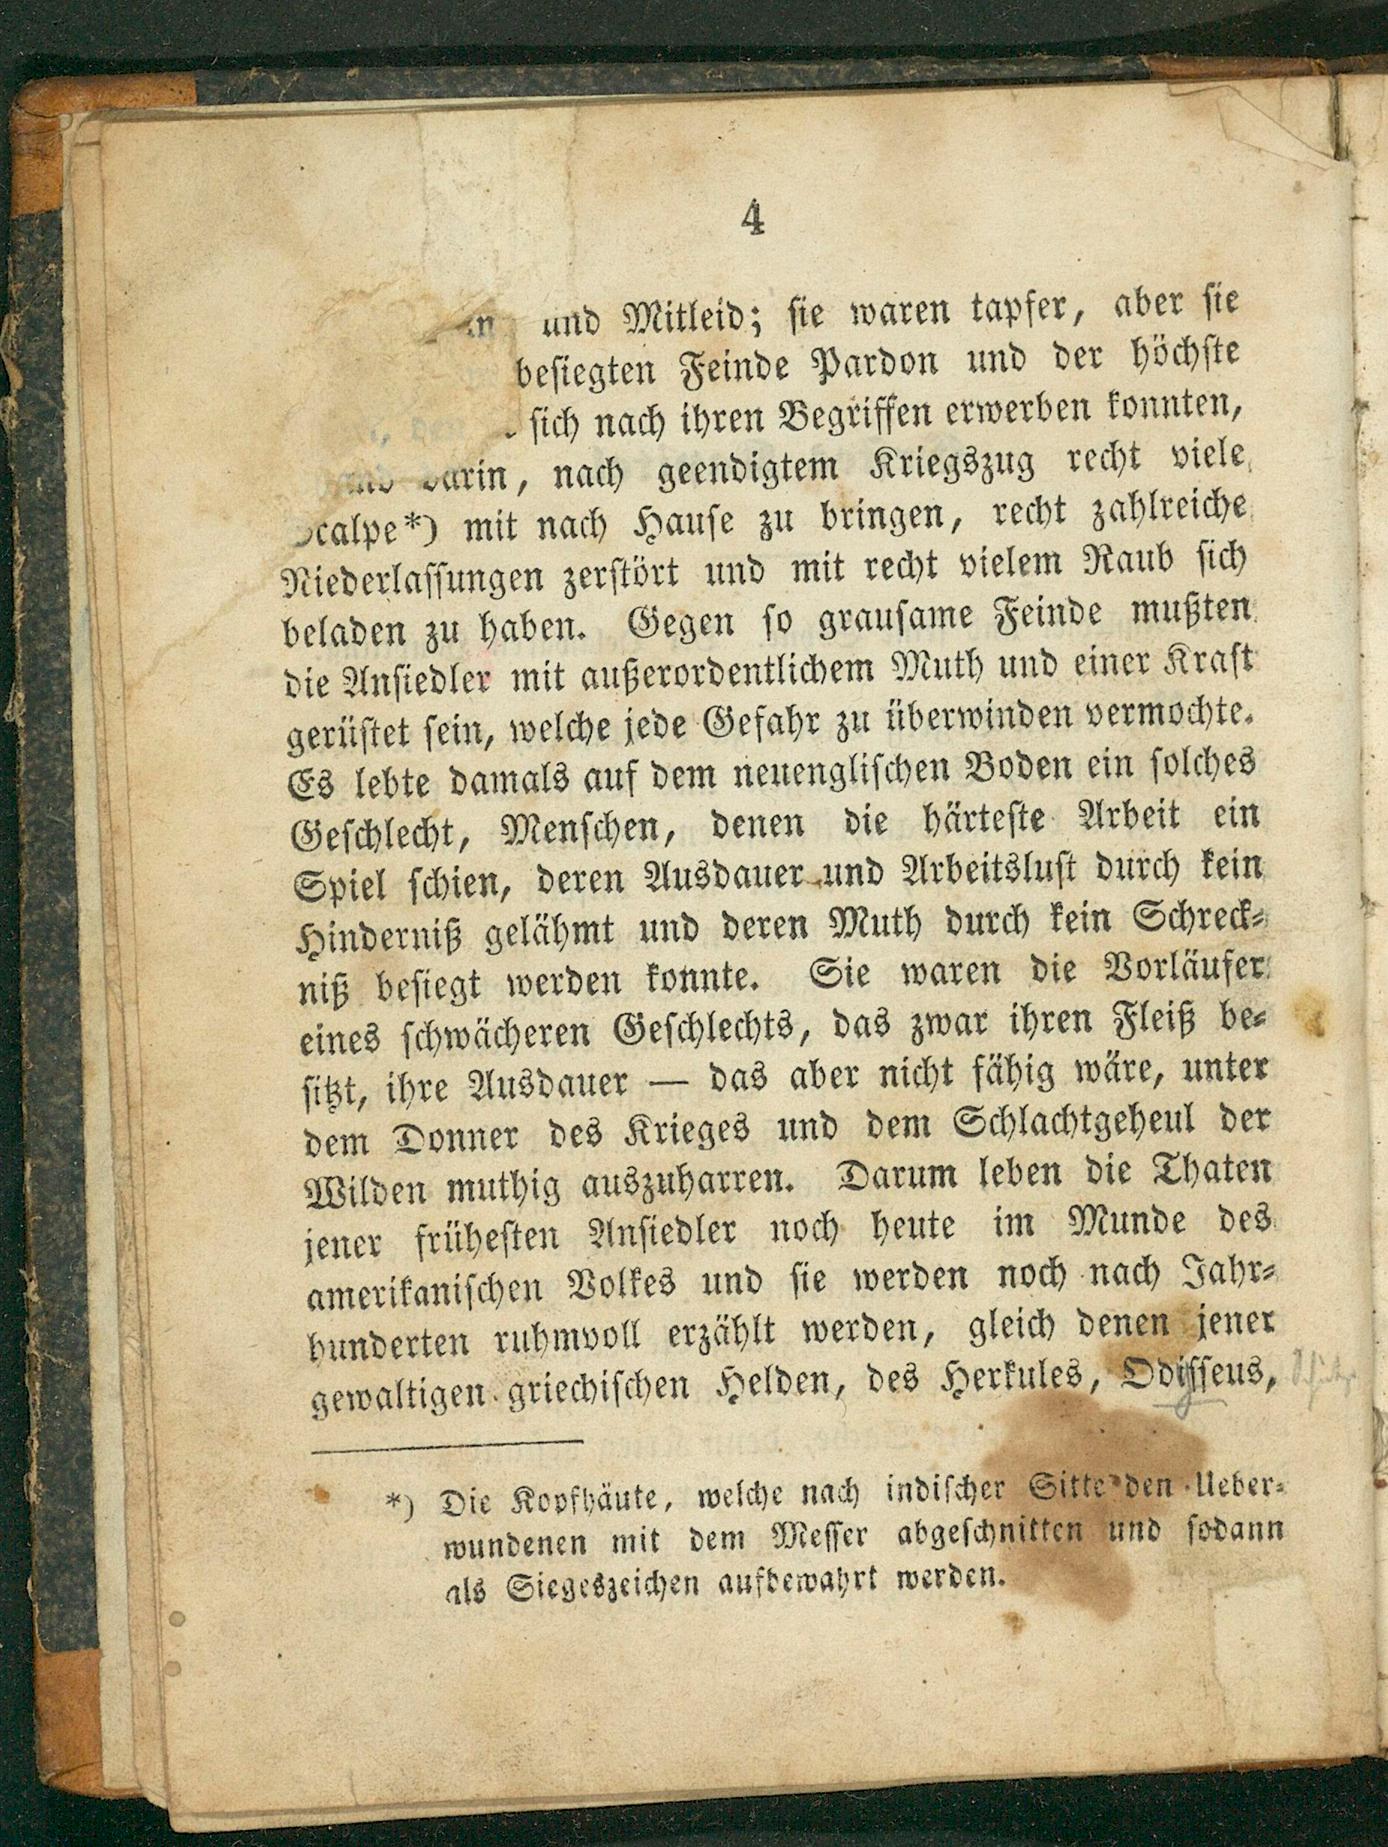 4
und Mitleid; sie waren tapfer, aber sie
besiegten Feinde Pardon und der höchste
sich nach ihren Begriffen erwerben konnten,
darin, nach geendigtem Kriegszug recht viele
Scalpe*) mit nach Hause zu bringen, recht zahlreiche
Niederlassungen zerstört und mit recht vielem Raub sich
beladen zu haben. Gegen so grausame Feinde mußten
die Ansiedler mit außerordentlichem Muth und einer Kraft
gerüstet sein, welche jede Gefahr zu überwinden vermochte.
Es lebte damals auf dem neuenglischen Boden ein solches
Geschlecht, Menschen, denen die härteste Arbeit ein
Spiel schien, deren Ausdauer und Arbeitslust durch kein
Hinderniß gelähmt und deren Muth durch kein Schreck-
niß besiegt werden konnte. Sie waren die Vorläufer
eines schwächeren Geschlechts, das zwar ihren Fleiß be-
sitzt, ihre Ausdauer — das aber nicht fähig wäre, unter
dem Donner des Krieges und dem Schlachtgeheul der
Wilden muthig auszuharren. Darum leben die Thaten
jener frühesten Ansiedler noch heute im Munde des
amerikanischen Volkes und sie werden noch nach Jahr-
hunderten ruhmvoll erzählt werden, gleich denen jener
gewaltigen griechischen Helden, des Herkules, Odisseus,
*) Die Kopfhäute, welche nach indischer Sitte den Ueber-
wundenen mit dem Messer abgeschnitten und sodann
als Siegeszeichen aufbewahrt werden.